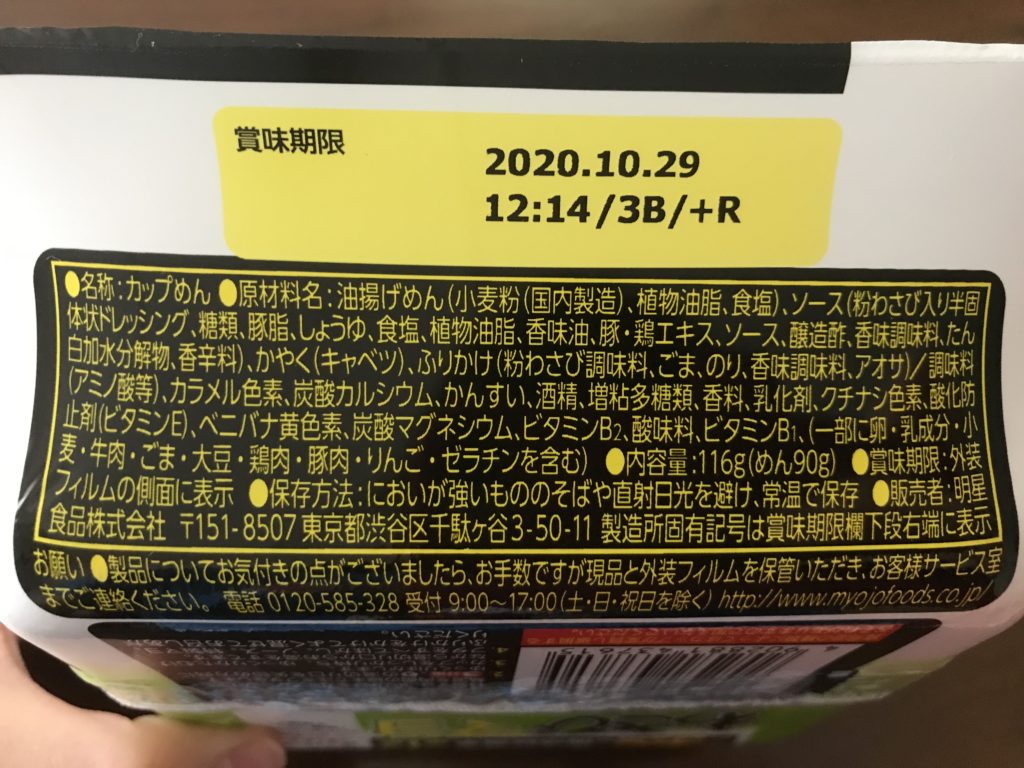 賞味期限
2020.10.29
12:14/3B/+R
●名称:カップめん ●原材料名:油揚げめん(小麦粉(国内製造)、植物油脂、食塩)、ソース(粉わさび入り半固
体状ドレッシング、糖類、豚脂、しょうゆ、食塩、植物油脂、香味油、豚・鶏エキス、ソース、醸造酢、香味調味料、たん
白加水分解物、香辛料)、かやく(キャベツ)、ふりかけ(粉わさび調味料、ごま、のり、香味調味料、アオサ)/調味料
(アミノ酸等)、カラメル色素、炭酸カルシウム、かんすい、酒精、増粘多糖類、香料、乳化剤、クチナシ色素、酸化防
止剤(ビタミンE)、ベニバナ黄色素、炭酸マグネシウム、ビタミンB₂、酸味料、ビタミンB₁、(一部に卵・乳成分・小
麦・牛肉・ごま・大豆・鶏肉・豚肉・りんご・ゼラチンを含む) ●内容量:116g(めん90g) ●賞味期限:外装
フィルムの側面に表示 ●保存方法:においが強いもののそばや直射日光を避け、常温で保存 ●販売者:明星
食品株式会社 〒151-8507 東京都渋谷区千駄ヶ谷3-50-11 製造所固有記号は賞味期限欄下段右端に表示
お願い ●製品についてお気付きの点がございましたら、お手数ですが現品と外装フィルムを保管いただき、お客様サービス室
までご連絡ください。 電話 0120-585-328 受付 9:00~17:00(土・日・祝日を除く) http://www.myojofoods.co.jp/
4 902881 437615